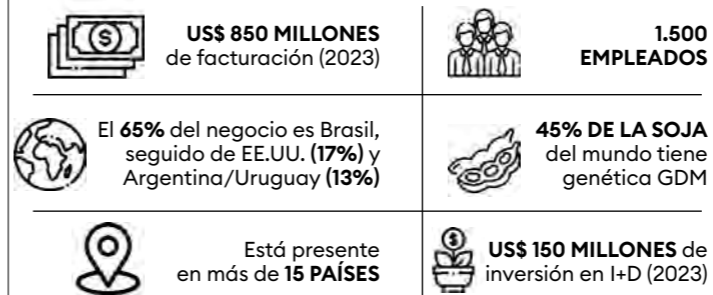 US$ 850 MILLONES
de facturación (2023)
1.500
EMPLEADOS
El 65% del negocio es Brasil,
seguido de EE.UU. (17%) y
Argentina/Uruguay (13%)
45% DE LA SOJA
del mundo tiene
genética GDM
Está presente
en más de 15 PAÍSES
US$ 150 MILLONES de
inversión en I+D (2023)